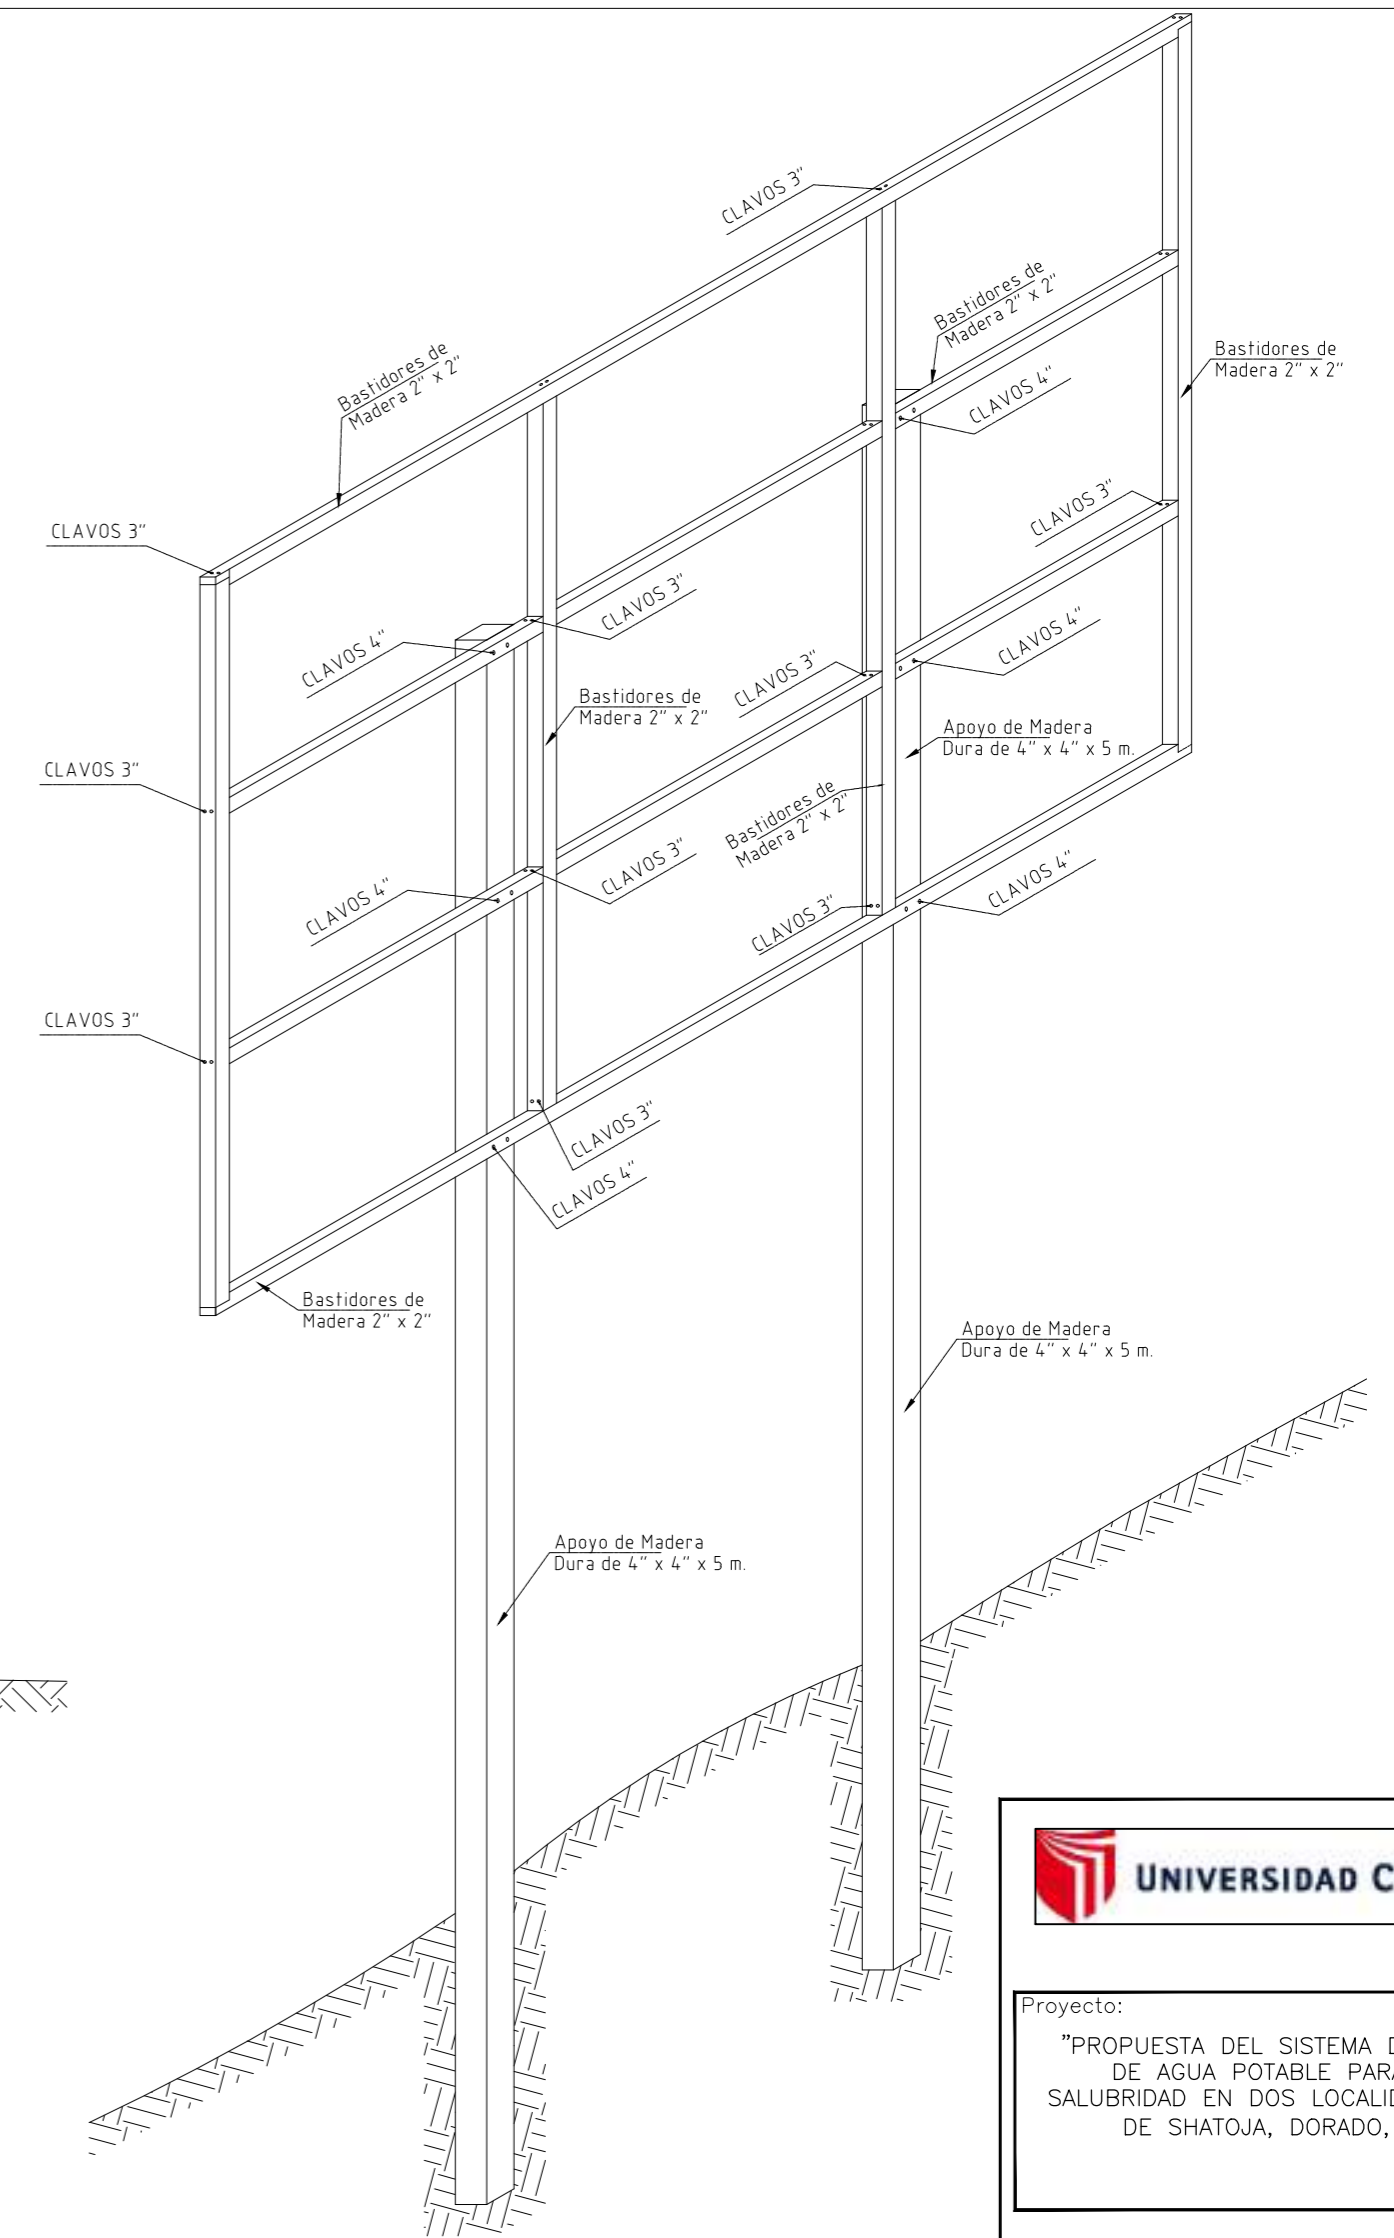 CLAVOS 3"
Bastidores de
Madera 2" x 2"
Bastidores de
Madera 2" x 2"
Bastidores de
Madera 2" x 2"
CLAVOS 4"
CLAVOS 3"
CLAVOS 3"
CLAVOS 3"
CLAVOS 4"
CLAVOS 4"
CLAVOS 3"
Bastidores de
Madera 2" x 2"
Apoyo de Madera
Dura de 4" x 4" x 5 m.
CLAVOS 3"
Bastidores de
Madera 2" x 2"
CLAVOS 3"
CLAVOS 4"
CLAVOS 4"
CLAVOS 3"
CLAVOS 3"
CLAVOS 3"
CLAVOS 4"
Bastidores de
Madera 2" x 2"
Apoyo de Madera
Dura de 4" x 4" x 5 m.
Apoyo de Madera
Dura de 4" x 4" x 5 m.
UNIVERSIDAD C
Proyecto:
"PROPUESTA DEL SISTEMA D
DE AGUA POTABLE PARA
SALUBRIDAD EN DOS LOCALID
DE SHATOJA, DORADO,